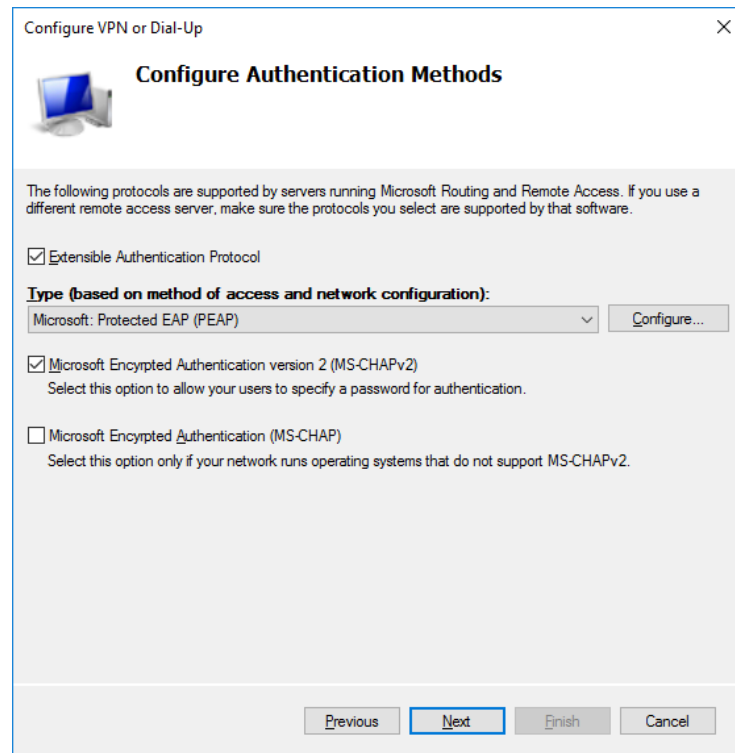 Configure VPN or Dial-Up
Configure Authentication Methods
The following protocols are supported by servers running Microsoft Routing and Remote Access. If you use a
different remote access server, make sure the protocols you select are supported by that software.
Extensible Authentication Protocol
Type (based on method of access and network configuration):
Microsoft: Protected EAP (PEAP)
Configure...
Microsoft Encyrpted Authentication version 2 (MS-CHAPv2)
Select this option to allow your users to specify a password for authentication.
Microsoft Encyrpted Authentication (MS-CHAP)
Select this option only if your network runs operating systems that do not support MS-CHAPv2.
Previous Next Finish Cancel